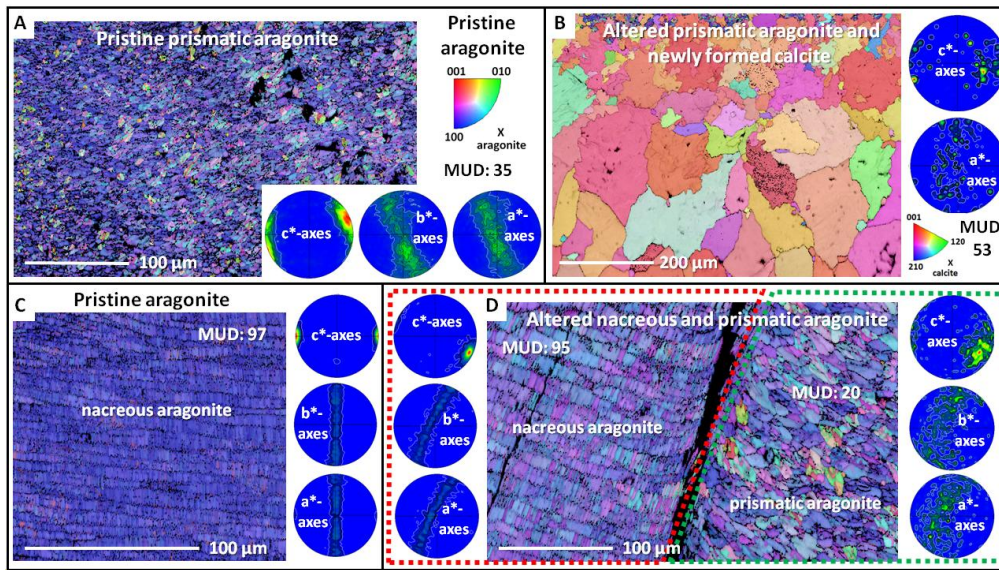 A
Pristine prismatic aragonite
Pristine
aragonite
001
010
100
X
aragonite
MUD: 35
c*-axes
b*-
axes
a*-
axes
100 µm
B
Altered prismatic aragonite and
newly formed calcite
c*-
axes
a*-
axes
MUD
53
001
120
X
210
calcite
200 µm
C
Pristine aragonite
MUD: 97
nacreous aragonite
c*-axes
b*-
axes
a*-
axes
100 µm
c*-axes
b*-
axes
a*-
axes
D
Altered nacreous and prismatic aragonite
MUD: 95
nacreous aragonite
MUD: 20
prismatic aragonite
100 µm
c*-
axes
b*-
axes
a*-
axes